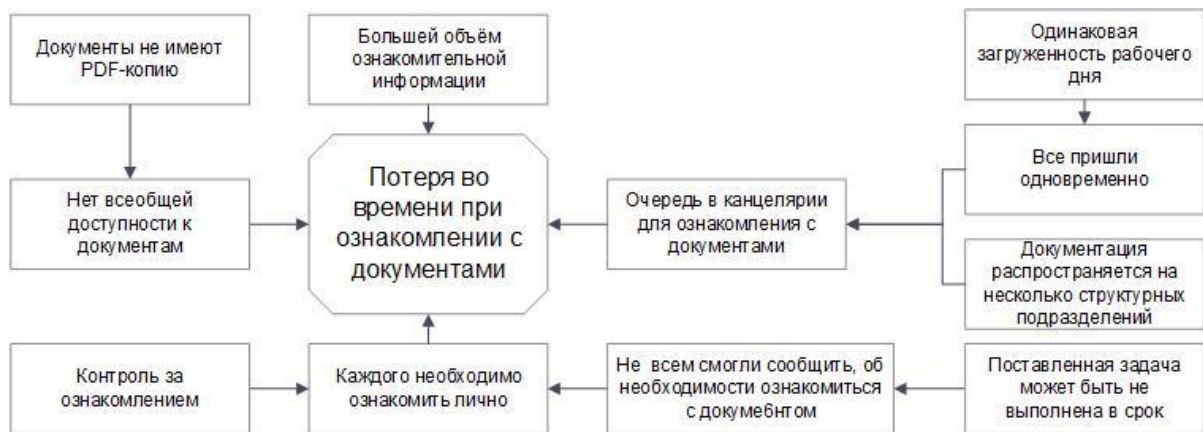 Документы не имеют
PDF-копию
Большей объём
ознакомительной
информации
Одинаковая
загруженность рабочего
дня
Нет всеобщей
доступности к
документам
Потеря во
времени при
ознакомлении с
документами
Очередь в канцелярии
для ознакомления с
документами
Все пришли
одновременно
Документация
распространяется на
несколько структурных
подразделений
Контроль за
ознакомлением
Каждого необходимо
ознакомить лично
Не всем смогли сообщить, об
необходимости ознакомиться
с докуме6нтом
Поставленная задача
может быть не
выполнена в срок